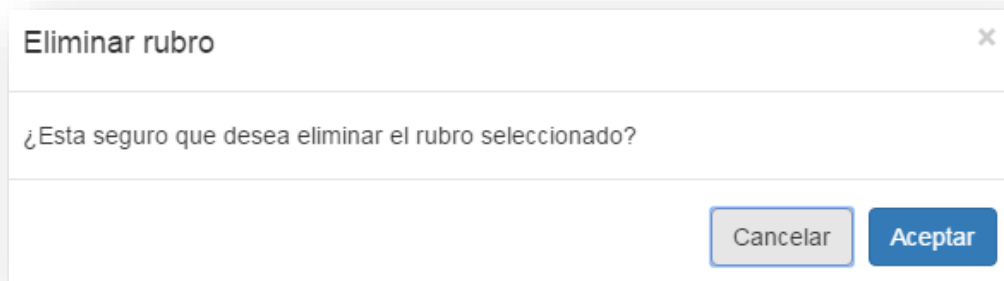 Eliminar rubro
×
¿Esta seguro que desea eliminar el rubro seleccionado?
Cancelar
Aceptar